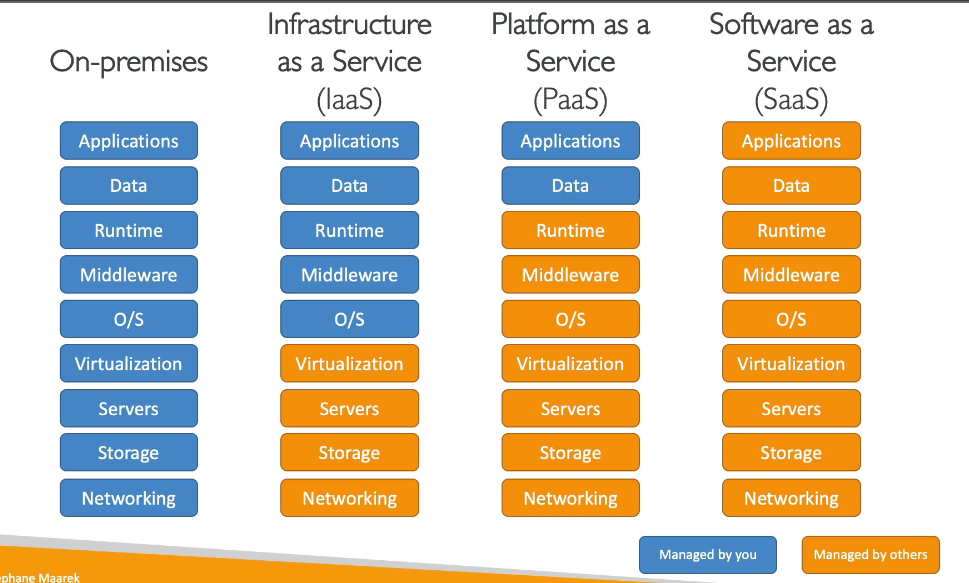 On-premises
Infrastructure
as a Service
(IaaS)
Platform as a
Service
(PaaS)
Software as a
Service
(SaaS)
Applications
Data
Runtime
Middleware
O/S
Virtualization
Servers
Storage
Networking
Applications
Data
Runtime
Middleware
O/S
Virtualization
Servers
Storage
Networking
Applications
Data
Runtime
Middleware
O/S
Virtualization
Servers
Storage
Networking
Applications
Data
Runtime
Middleware
O/S
Virtualization
Servers
Storage
Networking
Managed by you
Managed by others
ephane Maarek